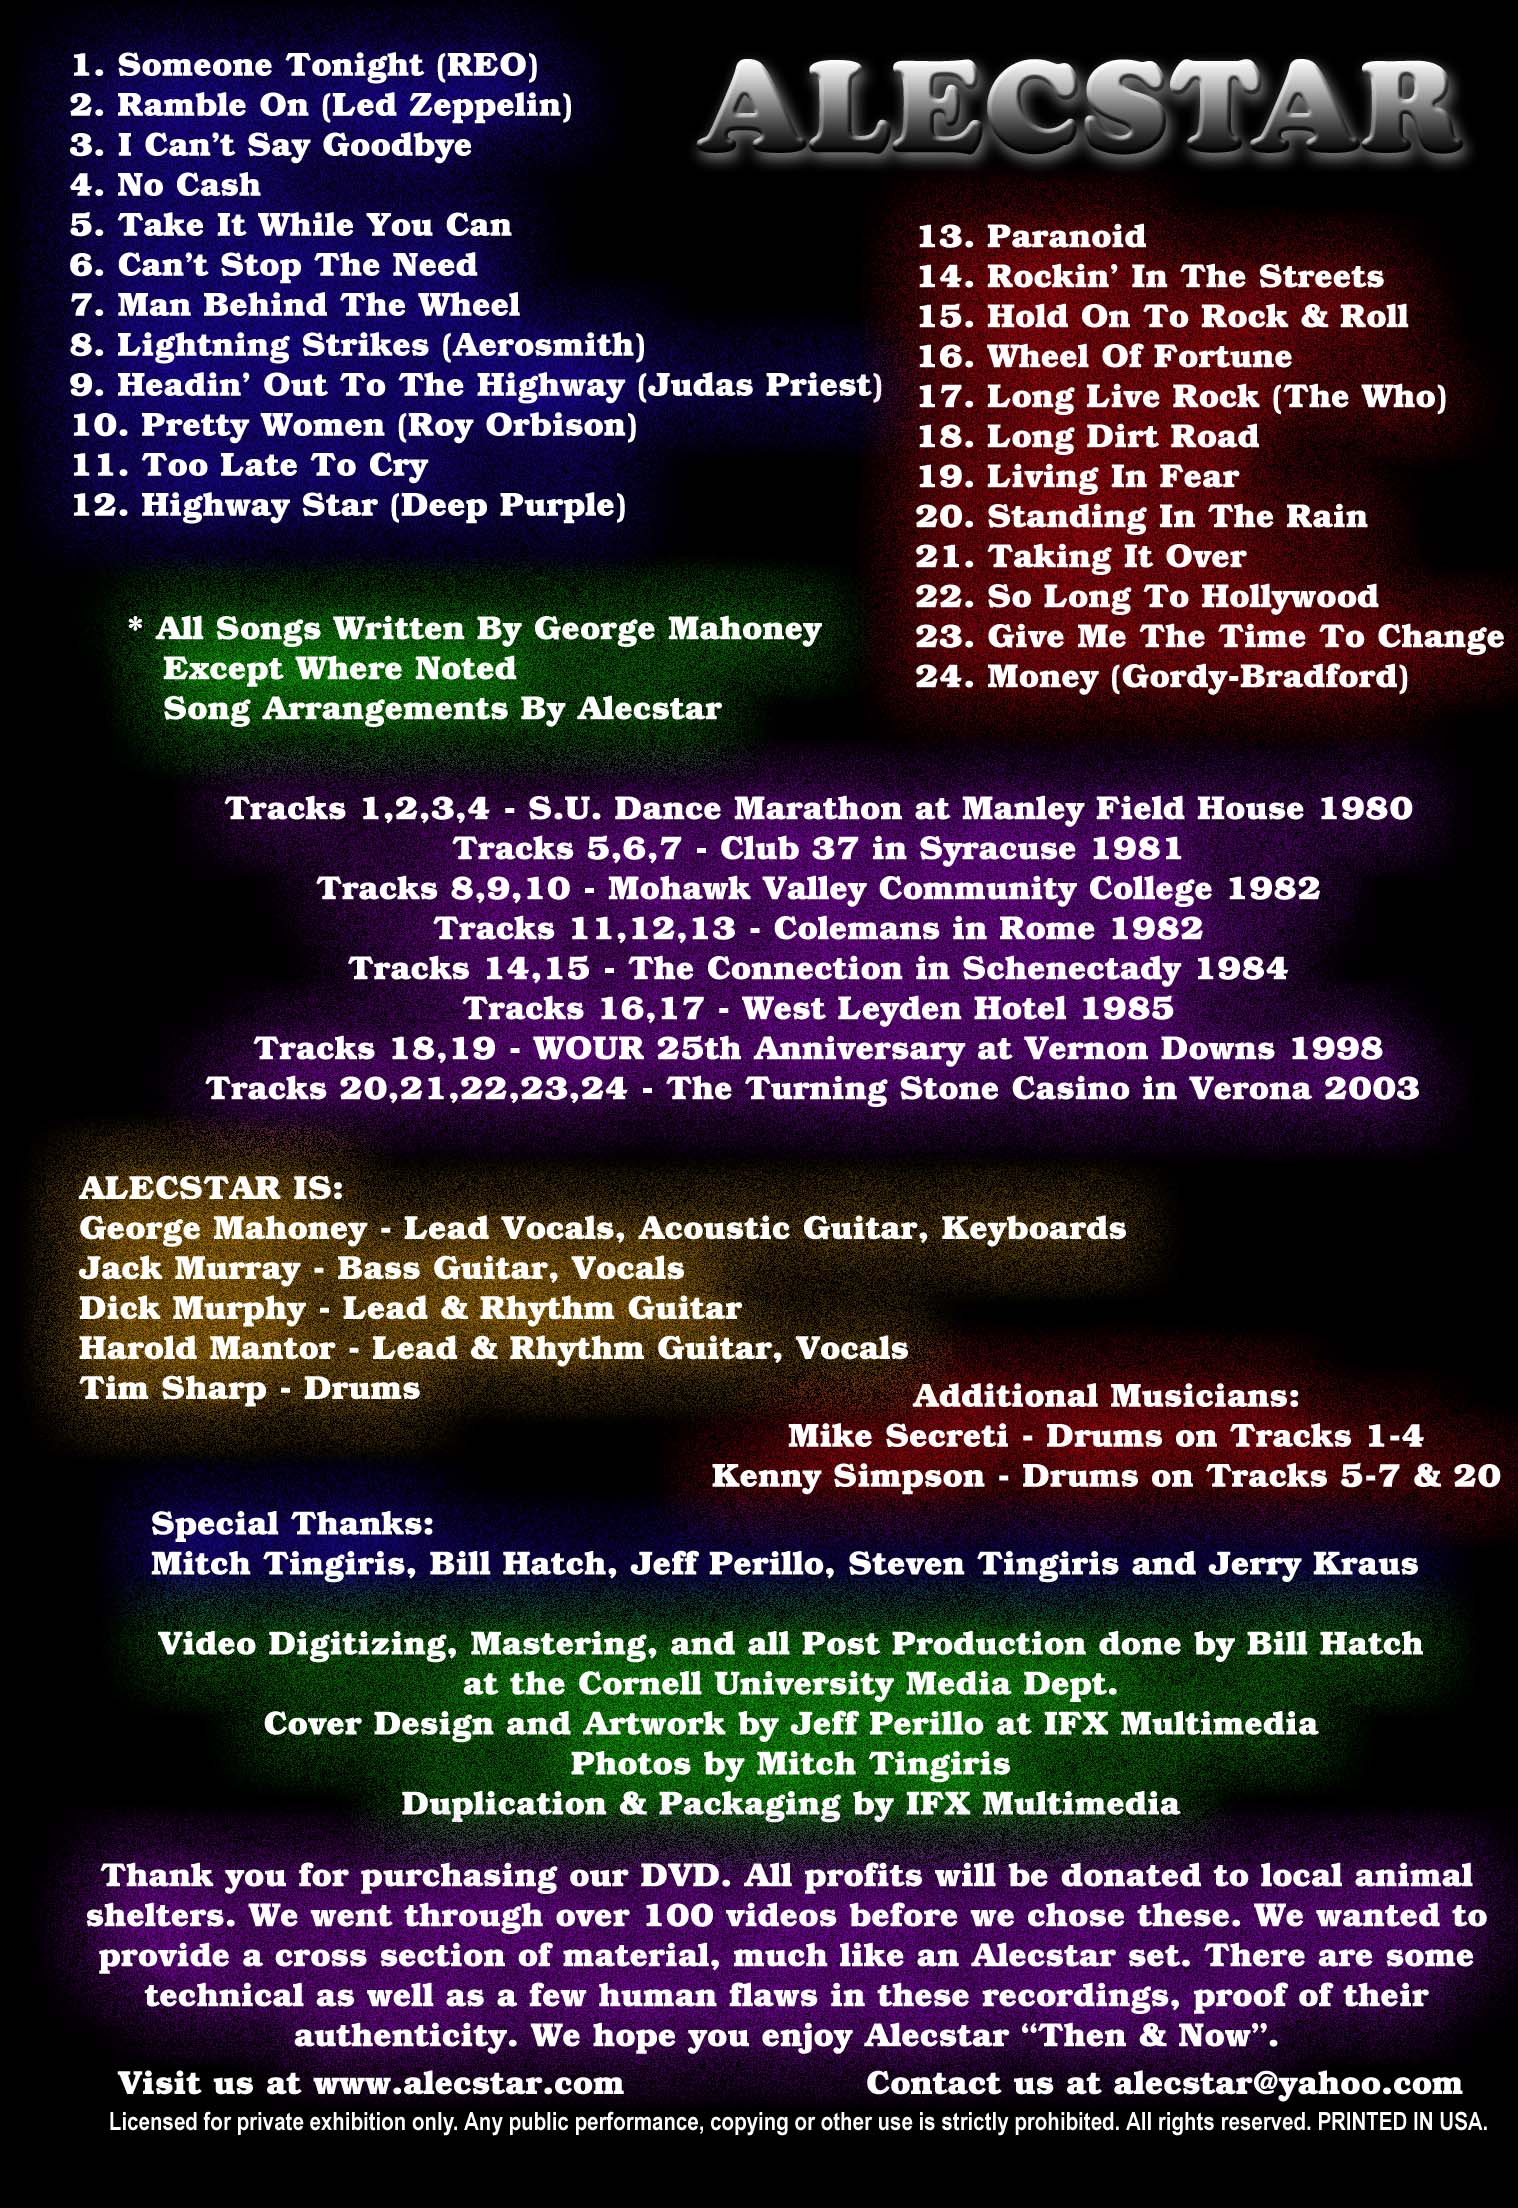 ALECSTAR
1. Someone Tonight (REO)
2. Ramble On (Led Zeppelin)
3. I Can't Say Goodbye
4. No Cash
5. Take It While You Can
6. Can't Stop The Need
7. Man Behind The Wheel
8. Lightning Strikes (Aerosmith)
9. Headin' Out To The Highway (Judas Priest)
10. Pretty Women (Roy Orbison)
11. Too Late To Cry
12. Highway Star (Deep Purple)
13. Paranoid
14. Rockin' In The Streets
15. Hold On To Rock & Roll
16. Wheel Of Fortune
17. Long Live Rock (The Who)
18. Long Dirt Road
19. Living In Fear
20. Standing In The Rain
21. Taking It Over
22. So Long To Hollywood
23. Give Me The Time To Change
24. Money (Gordy-Bradford)
* All Songs Written By George Mahoney
Except Where Noted
Song Arrangements By Alecstar
Tracks 1,2,3,4 - S.U. Dance Marathon at Manley Field House 1980
Tracks 5,6,7 - Club 37 in Syracuse 1981
Tracks 8,9,10 - Mohawk Valley Community College 1982
Tracks 11,12,13 - Colemans in Rome 1982
Tracks 14,15 - The Connection in Schenectady 1984
Tracks 16,17 - West Leyden Hotel 1985
Tracks 18,19 - WOUR 25th Anniversary at Vernon Downs 1998
Tracks 20,21,22,23,24 - The Turning Stone Casino in Verona 2003
ALECSTAR IS:
George Mahoney - Lead Vocals, Acoustic Guitar, Keyboards
Jack Murray - Bass Guitar, Vocals
Dick Murphy - Lead & Rhythm Guitar
Harold Mantor - Lead & Rhythm Guitar, Vocals
Tim Sharp - Drums
Additional Musicians:
Mike Secreti - Drums on Tracks 1-4
Kenny Simpson - Drums on Tracks 5-7 & 20
Special Thanks:
Mitch Tingiris, Bill Hatch, Jeff Perillo, Steven Tingiris and Jerry Kraus
Video Digitizing, Mastering, and all Post Production done by Bill Hatch
at the Cornell University Media Dept.
Cover Design and Artwork by Jeff Perillo at IFX Multimedia
Photos by Mitch Tingiris
Duplication & Packaging by IFX Multimedia
Thank you for purchasing our DVD. All profits will be donated to local animal
shelters. We went through over 100 videos before we chose these. We wanted to
provide a cross section of material, much like an Alecstar set. There are some
technical as well as a few human flaws in these recordings, proof of their
authenticity. We hope you enjoy Alecstar “Then & Now”.
Visit us at www.alecstar.com
Contact us at alecstar@yahoo.com
Licensed for private exhibition only. Any public performance, copying or other use is strictly prohibited. All rights reserved. PRINTED IN USA.